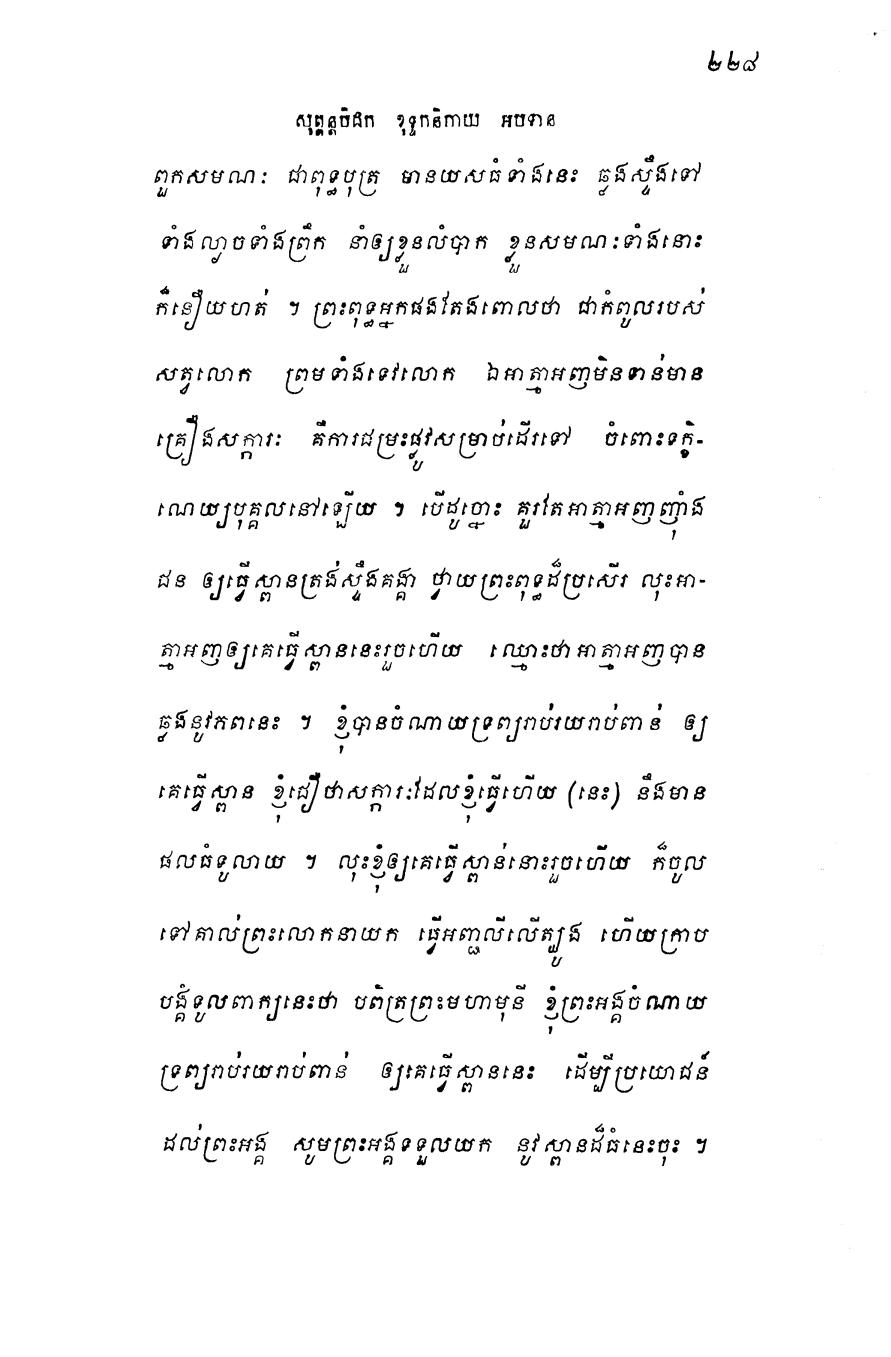 ២២៨
សុត្តន្តបិដក ខុទ្ទកនិកាយ អបទាន
ពួកសមណៈ ជាពុទ្ធបុត្រ មានយសធំទាំងនេះ ឆ្លងស្ទឹងទៅ
ទាំងល្ងាចទាំងព្រឹក នាំឲ្យខ្លួនលំបាក ខ្លួនសមណៈទាំងនោះ
ក៏នឿយហត់ ។ ព្រះពុទ្ធអ្នកផងតែងពោលថា ជាកំពូលរបស់
សត្វលោក ព្រមទាំងទេវលោក ឯអាត្មាអញមិនទាន់មាន
គ្រឿងសក្ការៈ គឺការជម្រះផ្លូវសម្រាប់ដើរទៅ ចំពោះទក្ខិ-
ណេយ្យបុគ្គលនៅឡើយ ។ បើដូច្នោះ គួរតែអាត្មាអញញ៉ាំង
ជន ឲ្យធ្វើស្ពានត្រង់ស្ទឹងគង្គា ថ្វាយព្រះពុទ្ធដ៏ប្រសើរ លុះអា-
ត្មាអញឲ្យគេធ្វើស្ពាននេះរួចហើយ ឈ្មោះថាអាត្មាអញបាន
ឆ្លងនូវភពនេះ ។ ខ្ញុំបានចំណាយទ្រព្យរាប់រយរាប់ពាន់ ឲ្យ
គេធ្វើស្ពាន ខ្ញុំជឿថាសក្ការៈដែលខ្ញុំធ្វើហើយ (នេះ) នឹងមាន
ផលធំទូលាយ ។ លុះខ្ញុំឲ្យគេធ្វើស្ពាន់នោះរួចហើយ ក៏ចូល
ទៅគាល់ព្រះលោកនាយក ធ្វើអញ្ជលីលើត្បូង ហើយក្រាប
បង្គំទូលពាក្យនេះថា បពិត្រព្រះមហាមុនី ខ្ញុំព្រះអង្គចំណាយ
ទ្រព្យរាប់រយរាប់ពាន់ ឲ្យគេធ្វើស្ពាននេះ ដើម្បីប្រយោជន៍
ដល់ព្រះអង្គ សូមព្រះអង្គទទួលយក នូវស្ពានដ៏ធំនេះចុះ ។